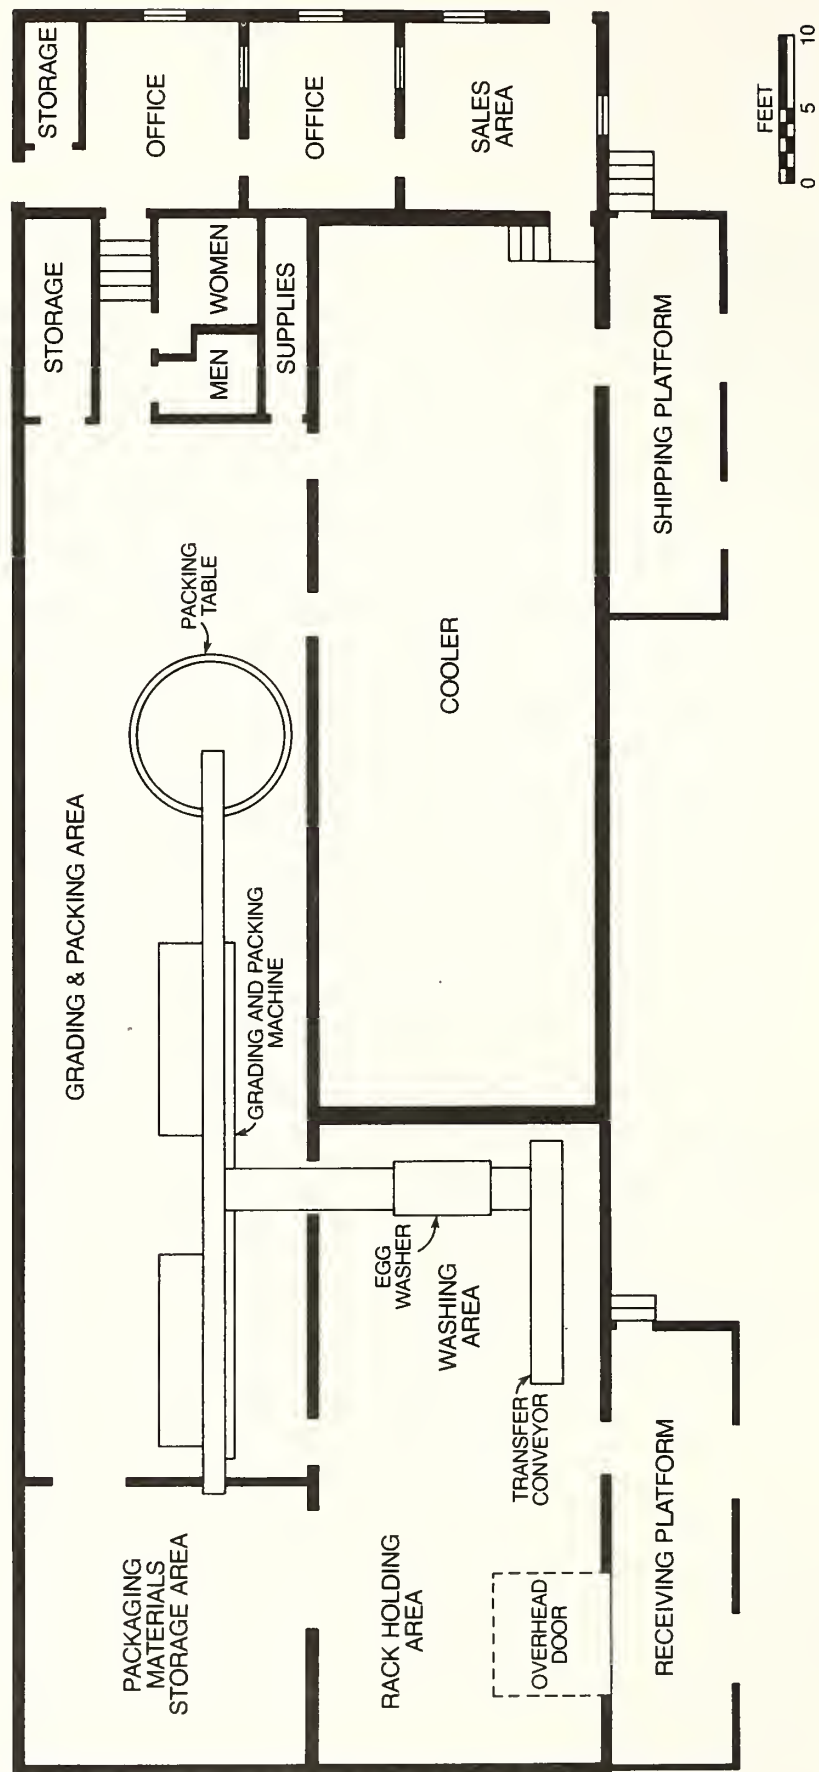 STORAGE
OFFICE
OFFICE
SALES
AREA
FEET
0 5 10
STORAGE
WOMEN
MEN
SUPPLIES
PACKING
TABLE
COOLER
SHIPPING PLATFORM
GRADING & PACKING AREA
GRADING AND PACKING
MACHINE
EGG
WASHER
WASHING
AREA
TRANSFER
CONVEYOR
PACKAGING
MATERIALS
STORAGE AREA
RACK HOLDING
AREA
OVERHEAD
DOOR
RECEIVING PLATFORM